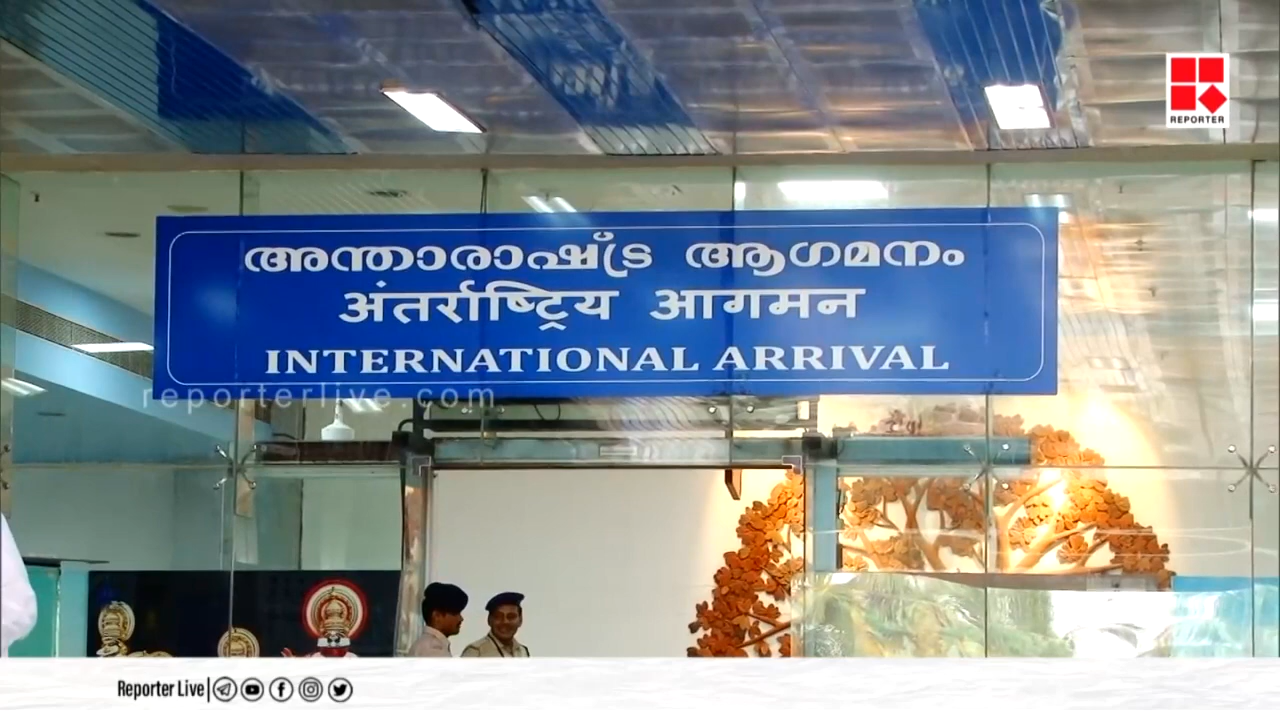 REPORTER
അന്താരാഷ്ട്ര ആഗമനം
अंतर्राष्ट्रिय आगमन
INTERNATIONAL ARRIVAL
reporterlive.com
Reporter Live